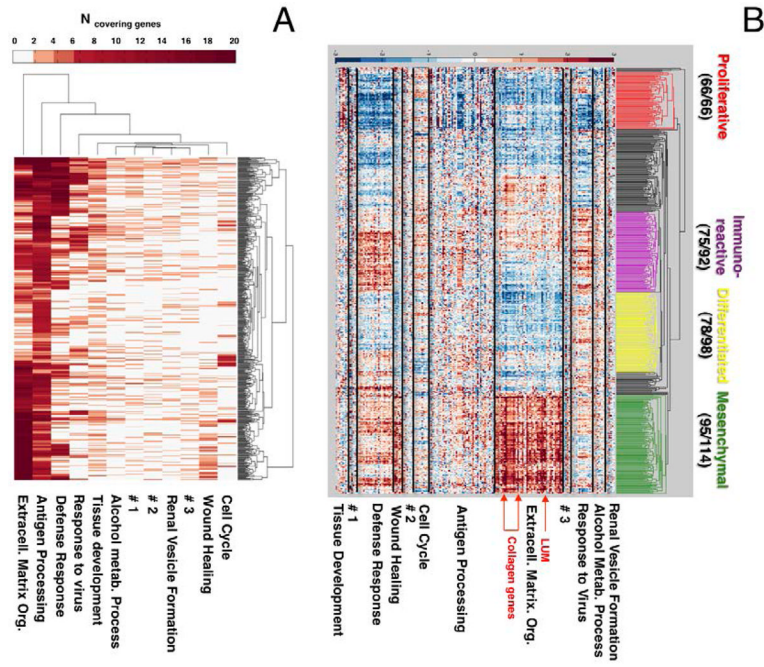 A
N covering genes
0 2 4 6 8 10 12 14 16 18 20
Cell Cycle
Wound Healing
# 3
Renal Vesicle Formation
# 2
# 1
Alcohol metab. Process
Tissue development
Response to virus
Defense Response
Antigen Processing
Extracell. Matrix Org.
B
Proliferative
(66/66)
Immuno-
reactive
(75/92)
Differentiated
(78/98)
Mesenchymal
(95/114)
Renal Vesicle Formation
Alcohol Metab. Process
Response to Virus
# 3
LUM
Extracell. Matrix. Org.
Collagen genes
Antigen Processing
Cell Cycle
# 2
Wound Healing
Defense Response
# 1
Tissue Development